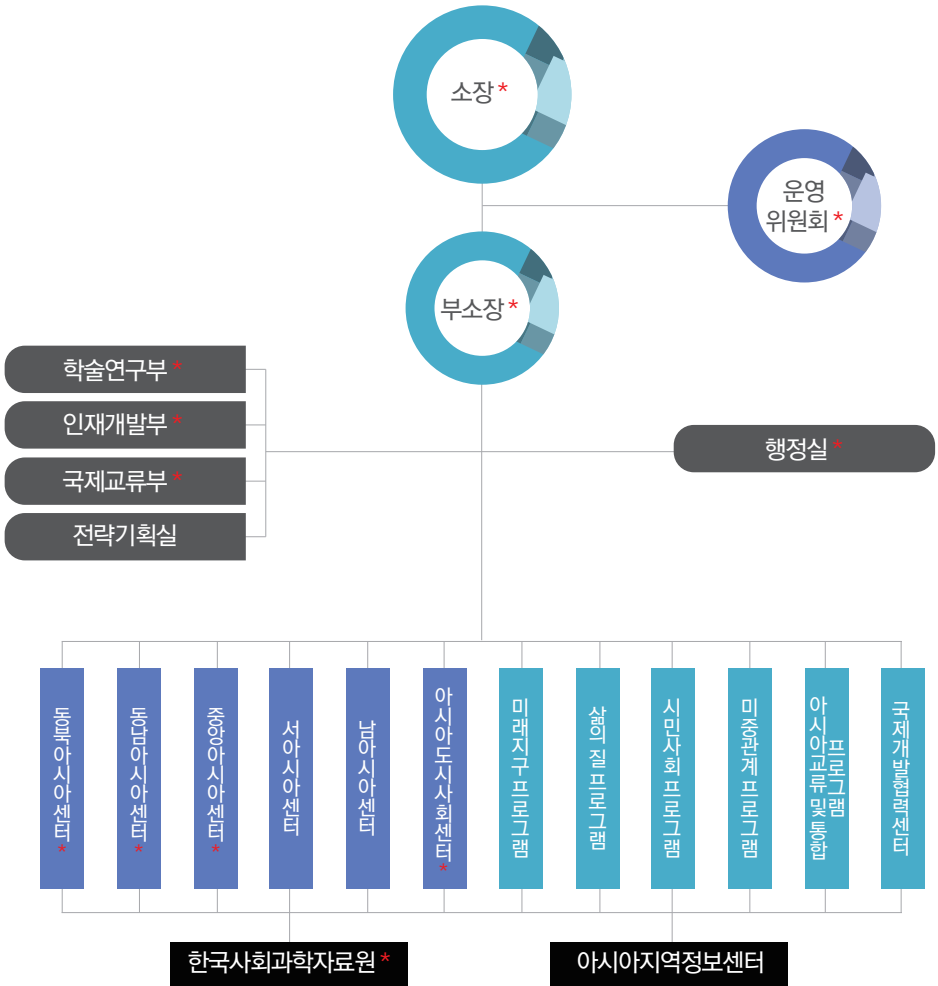 소장 *
운영
위원회 *
부소장 *
학술연구부 *
인재개발부 *
국제교류부 *
전략기획실
행정실 *
동북아시아센터 *
동남아시아센터 *
중앙아시아센터 *
서아시아센터
남아시아센터
아시아도시사회센터 *
미래지구 프로그램
삶의 질 프로그램
시민사회 프로그램
미중관계 프로그램
아시아교류 및 통합
프로그램
국제개발협력센터
한국사회과학자료원 *
아시아지역정보센터